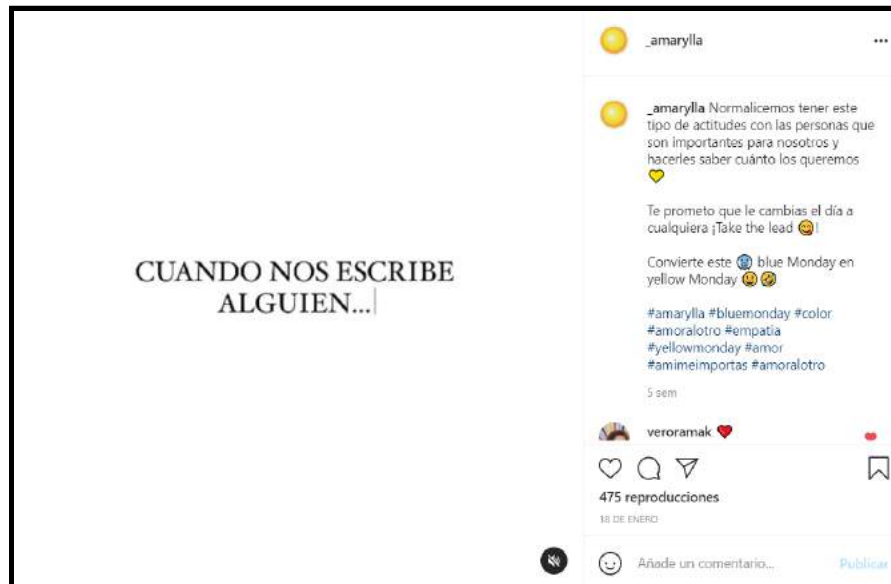 CUANDO NOS ESCRIBE
ALGUIEN...
_amarylla
_amarylla Normalicemos tener este
tipo de actitudes con las personas que
son importantes para nosotros y
hacerles saber cuánto los queremos
💛
Te prometo que le cambias el día a
cualquiera ¡Take the lead 😋!
Convierte este 😰 blue Monday en
yellow Monday 😀🤣
#amarylla #bluemonday #color
#amoralotro #empatia
#yellowmonday #amor
#amimeimportas #amoralotro
5 sem
veroramak ❤️
475 reproducciones
18 DE ENERO
Añade un comentario... Publicar